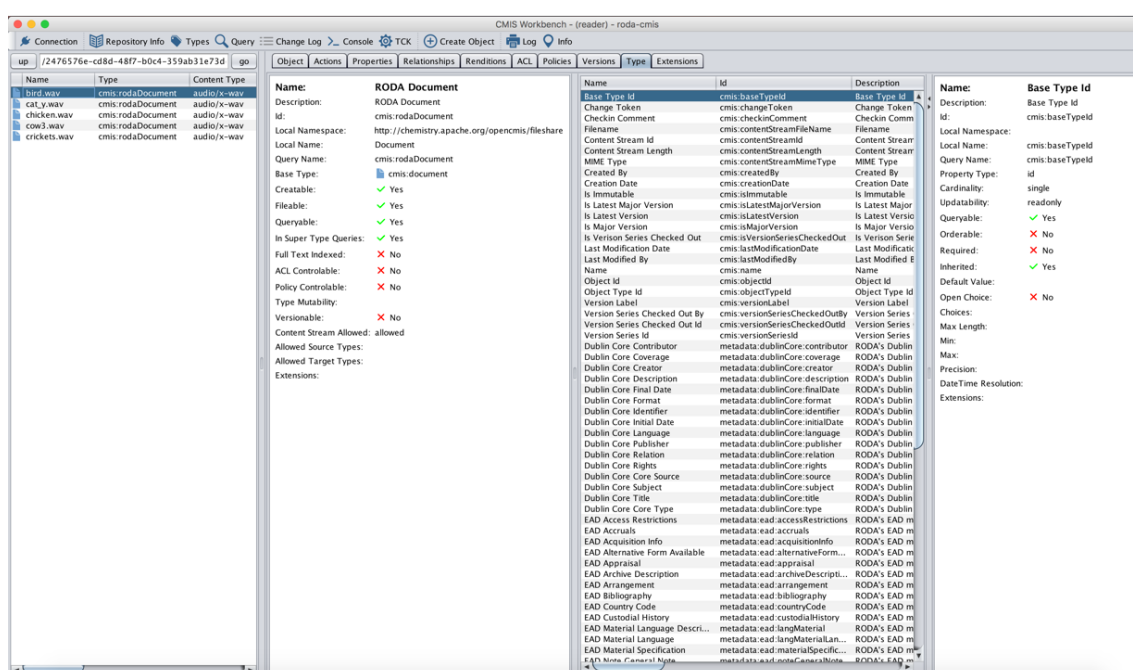 CMIS Workbench - (reader) - roda-cmis
Connection Repository Info Types Query Change Log Console TCK Create Object Log Info
up /2476576e-cd8d-48f7-b0c4-359ab31e73d go
Name Type Content Type
bird.wav cmis:rodaDocument audio/x-wav
cat_y.wav cmis:rodaDocument audio/x-wav
chicken.wav cmis:rodaDocument audio/x-wav
cow3.wav cmis:rodaDocument audio/x-wav
crickets.wav cmis:rodaDocument audio/x-wav
Object Actions Properties Relationships Renditions ACL Policies Versions Type Extensions
Name: RODA Document
Description: RODA Document
Id: cmis:rodaDocument
Local Namespace: http://chemistry.apache.org/opencmis/fileshare
Local Name: Document
Query Name: cmis:rodaDocument
Base Type: cmis:document
Creatable: Yes
Fileable: Yes
Queryable: Yes
In Super Type Queries: Yes
Full Text Indexed: No
ACL Controlable: No
Policy Controlable: No
Type Mutability:
Versionable: No
Content Stream Allowed: allowed
Allowed Source Types:
Allowed Target Types:
Extensions:
Name Id Description
Base Type Id cmis:baseTypeId Base Type Id
Change Token cmis:changeToken Change Token
Checkin Comment cmis:checkinComment Checkin Comm
Filename cmis:contentStreamFileName Filename
Content Stream Id cmis:contentStreamId Content Stream
Content Stream Length cmis:contentStreamLength Content Stream
MIME Type cmis:contentStreamMimeType MIME Type
Created By cmis:createdBy Created By
Creation Date cmis:creationDate Creation Date
Is Immutable cmis:isImmutable Is Immutable
Is Latest Major Version cmis:isLatestMajorVersion Is Latest Major
Is Latest Version cmis:isLatestVersion Is Latest Versio
Is Major Version cmis:isMajorVersion Is Major Versio
Is Verison Series Checked Out cmis:isVersionSeriesCheckedOut Is Verison Serie
Last Modification Date cmis:lastModificationDate Last Modificatic
Last Modified By cmis:lastModifiedBy Last Modified E
Name cmis:name Name
Object Id cmis:objectId Object Id
Object Type Id cmis:objectTypeId Object Type Id
Version Label cmis:versionLabel Version Label
Version Series Checked Out By cmis:versionSeriesCheckedOutBy Version Series
Version Series Checked Out Id cmis:versionSeriesCheckedOutId Version Series
Version Series Id cmis:versionSeriesId Version Series
Dublin Core Contributor metadata:dublinCore:contributor RODA's Dublin
Dublin Core Coverage metadata:dublinCore:coverage RODA's Dublin
Dublin Core Creator metadata:dublinCore:creator RODA's Dublin
Dublin Core Description metadata:dublinCore:description RODA's Dublin
Dublin Core Final Date metadata:dublinCore:finalDate RODA's Dublin
Dublin Core Format metadata:dublinCore:format RODA's Dublin
Dublin Core Identifier metadata:dublinCore:identifier RODA's Dublin
Dublin Core Initial Date metadata:dublinCore:initialDate RODA's Dublin
Dublin Core Language metadata:dublinCore:language RODA's Dublin
Dublin Core Publisher metadata:dublinCore:publisher RODA's Dublin
Dublin Core Relation metadata:dublinCore:relation RODA's Dublin
Dublin Core Rights metadata:dublinCore:rights RODA's Dublin
Dublin Core Core Source metadata:dublinCore:source RODA's Dublin
Dublin Core Subject metadata:dublinCore:subject RODA's Dublin
Dublin Core Title metadata:dublinCore:title RODA's Dublin
Dublin Core Core Type metadata:dublinCore:type RODA's Dublin
EAD Access Restrictions metadata:ead:accessRestrictions RODA's EAD m
EAD Accruals metadata:ead:accruals RODA's EAD m
EAD Acquisition Info metadata:ead:acquisitionInfo RODA's EAD m
EAD Alternative Form Available metadata:ead:alternativeForm... RODA's EAD m
EAD Appraisal metadata:ead:appraisal RODA's EAD m
EAD Archive Description metadata:ead:archiveDescripti... RODA's EAD m
EAD Arrangement metadata:ead:arrangement RODA's EAD m
EAD Bibliography metadata:ead:bibliography RODA's EAD m
EAD Country Code metadata:ead:countryCode RODA's EAD m
EAD Custodial History metadata:ead:custodialHistory RODA's EAD m
EAD Material Language Descri... metadata:ead:langMaterial RODA's EAD m
EAD Material Language metadata:ead:langMaterialLan... RODA's EAD m
EAD Material Specification metadata:ead:materialSpecific... RODA's EAD m
EAD Note General Note metadata:ead:noteGeneralNote RODA's EAD m
Name: Base Type Id
Description: Base Type Id
Id: cmis:baseTypeId
Local Namespace:
Local Name: cmis:baseTypeId
Query Name: cmis:baseTypeId
Property Type: id
Cardinality: single
Updatability: readonly
Queryable: Yes
Orderable: No
Required: No
Inherited: Yes
Default Value:
Open Choice: No
Choices:
Max Length:
Min:
Max:
Precision:
DateTime Resolution:
Extensions: